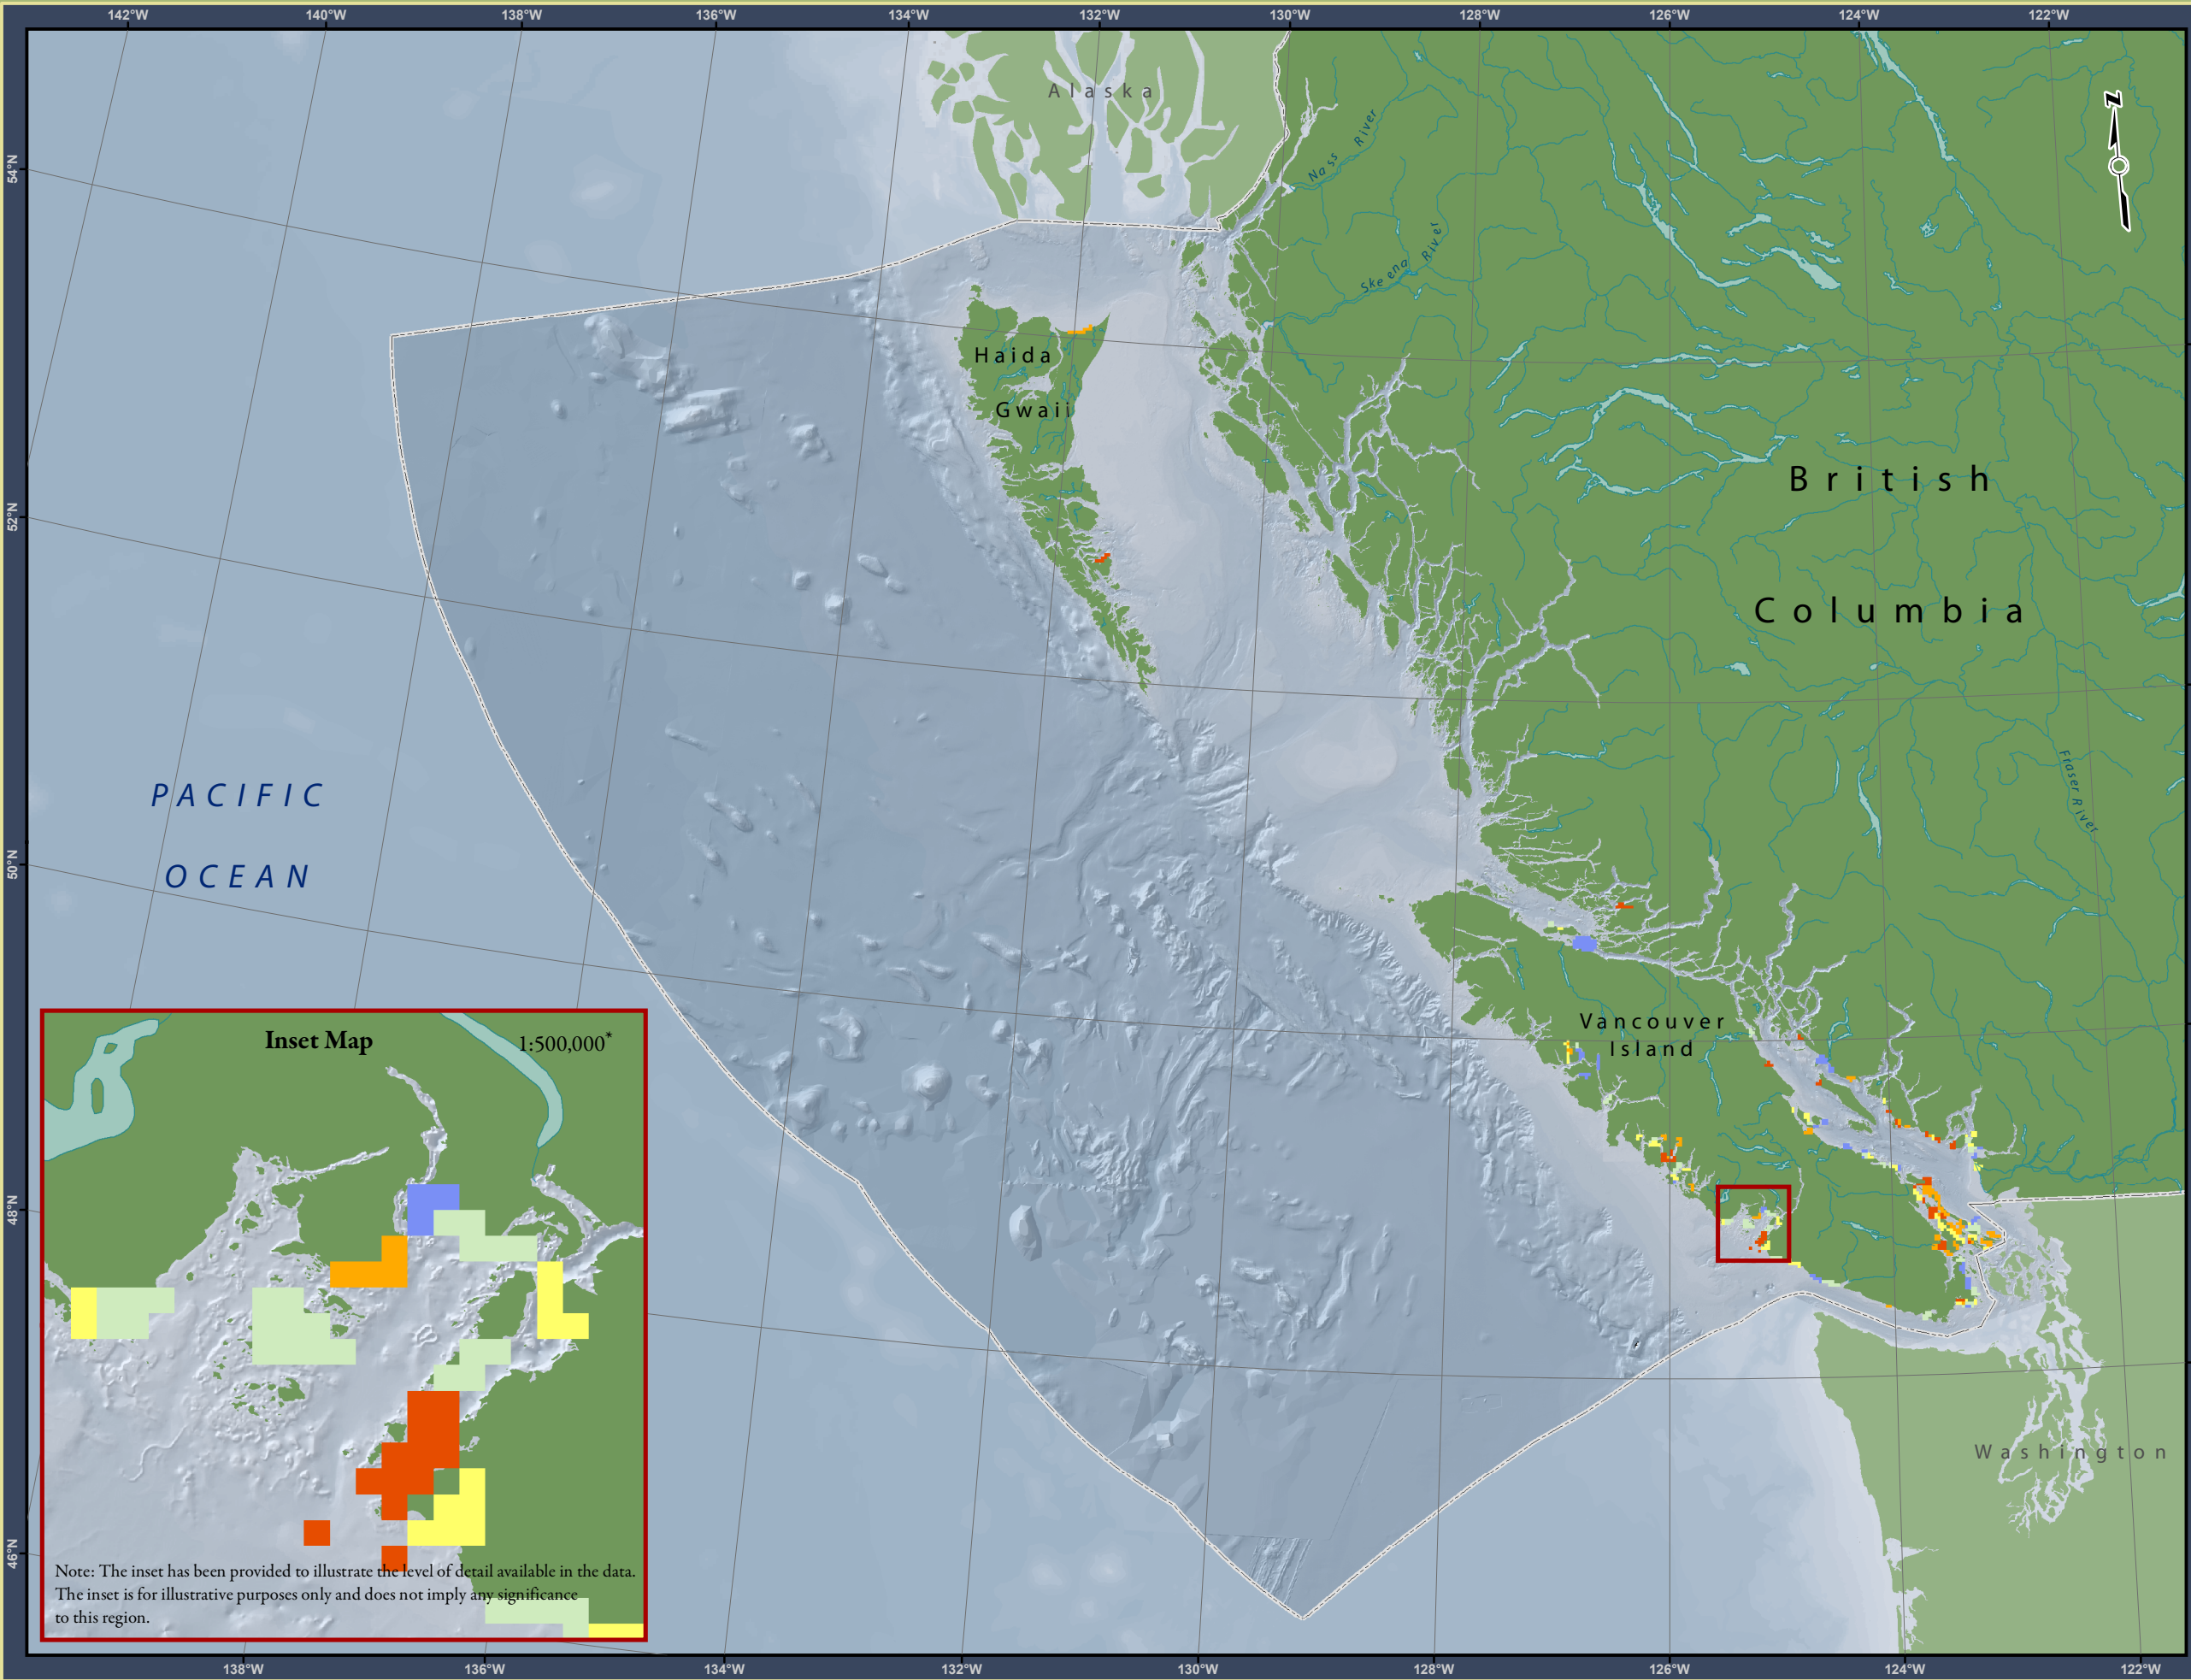 142°W 140°W 138°W 136°W 134°W 132°W 130°W 128°W 126°W 124°W 122°W
Alaska
N
54°N
Nass River
Skeena River
Haida
Gwaii
British
52°N
Columbia
PACIFIC
OCEAN
Fraser River
50°N
Vancouver
Island
Inset Map
1:500,000*
48°N
Washington
46°N
Note: The inset has been provided to illustrate the level of detail available in the data.
The inset is for illustrative purposes only and does not imply any significance
to this region.
138°W 136°W 134°W 132°W 130°W 128°W 126°W 124°W 122°W